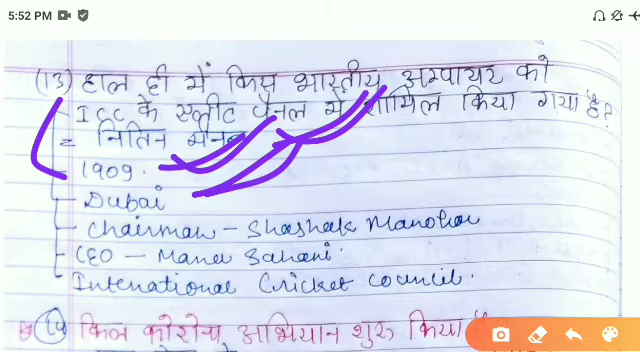 5:52 PM
(13) हाल ही में किस भारतीय अम्पायर को
ICC के एलीट पैनल में शामिल किया गया है?
= नितिन मेनन
1909.
Dubai
Chairman - Shashak Manohar
CEO - Manu Sahani.
International Cricket council.
किल कोरोना अभियान शुरू किया है